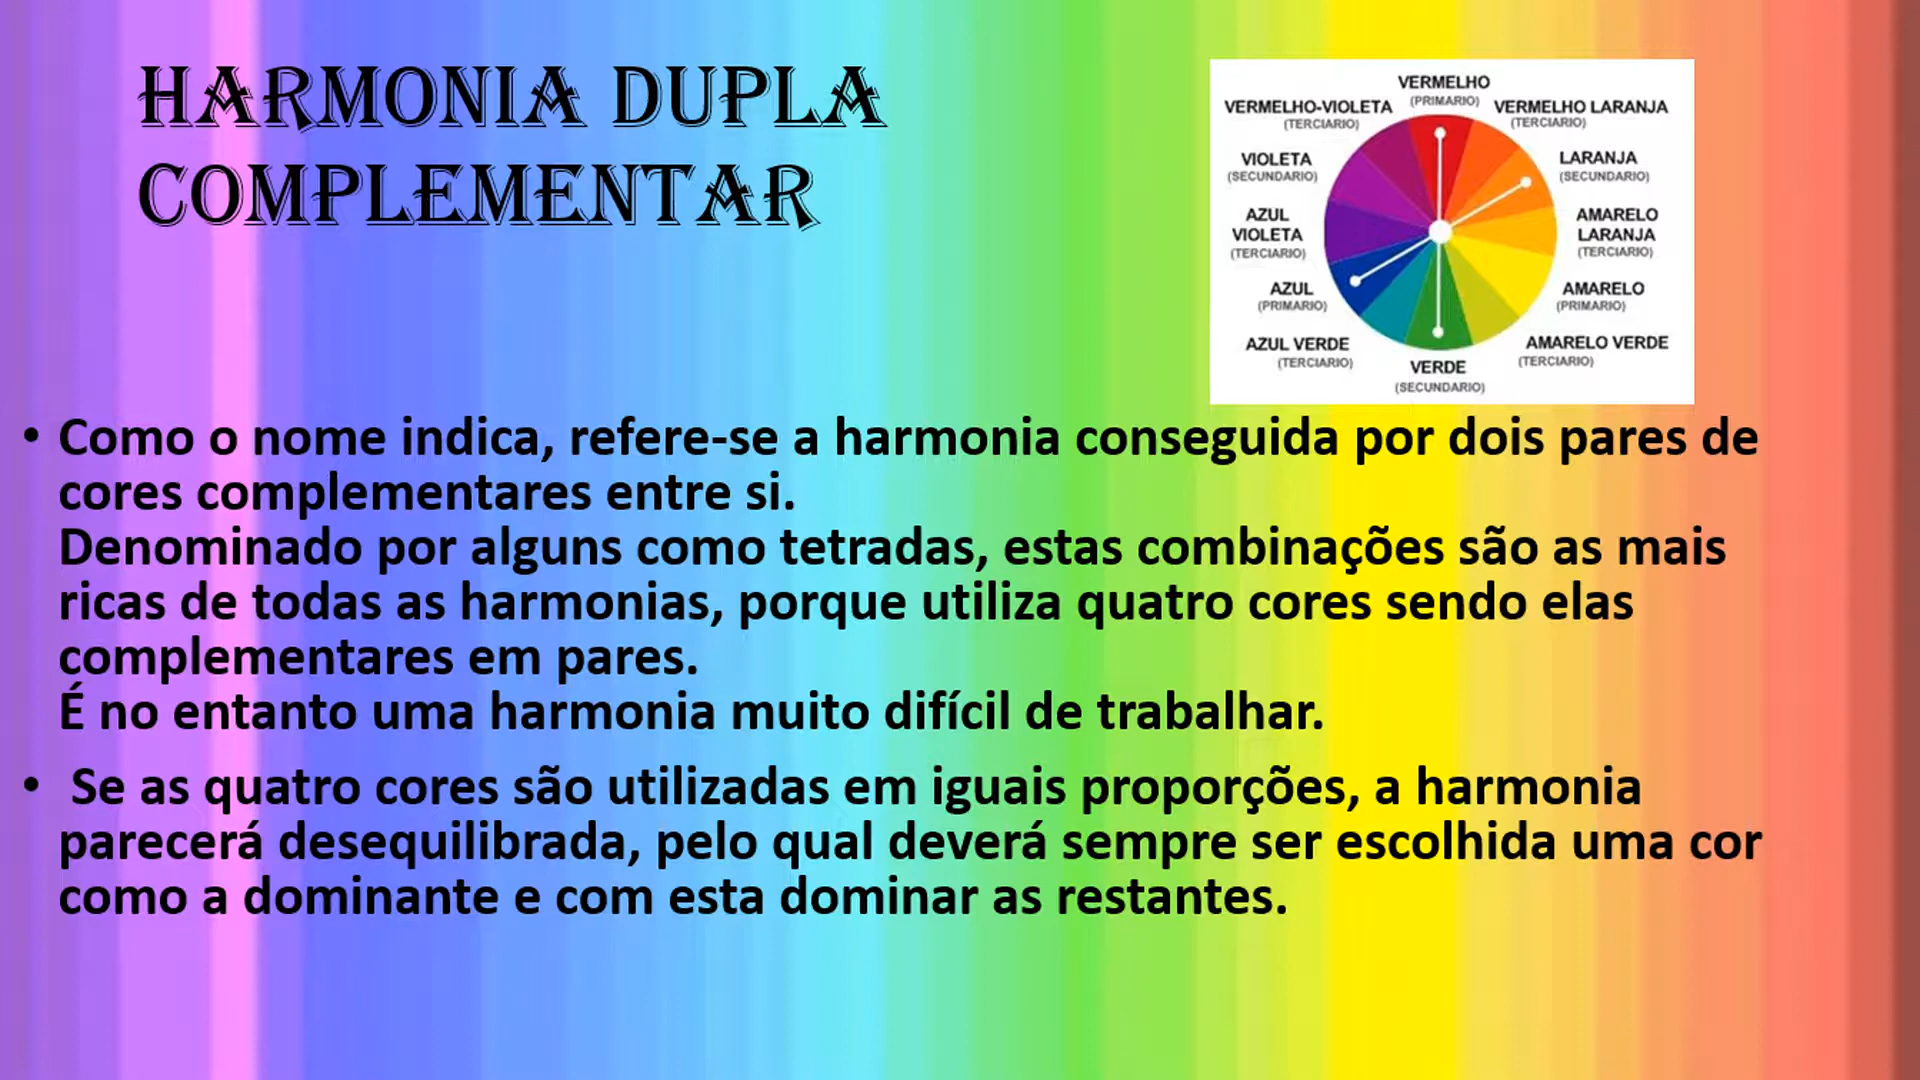 HARMONIA DUPLA
COMPLEMENTAR
VERMELHO
(PRIMARIO)
VERMELHO-VIOLETA
(TERCIARIO)
VERMELHO LARANJA
(TERCIARIO)
VIOLETA
(SECUNDARIO)
LARANJA
(SECUNDARIO)
AZUL
VIOLETA
(TERCIARIO)
AMARELO
LARANJA
(TERCIARIO)
AZUL
(PRIMARIO)
AMARELO
(PRIMARIO)
AZUL VERDE
(TERCIARIO)
AMARELO VERDE
(TERCIARIO)
VERDE
(SECUNDARIO)
• Como o nome indica, refere-se a harmonia conseguida por dois pares de
cores complementares entre si.
Denominado por alguns como tetradas, estas combinações são as mais
ricas de todas as harmonias, porque utiliza quatro cores sendo elas
complementares em pares.
É no entanto uma harmonia muito difícil de trabalhar.
• Se as quatro cores são utilizadas em iguais proporções, a harmonia
parecerá desequilibrada, pelo qual deverá sempre ser escolhida uma cor
como a dominante e com esta dominar as restantes.